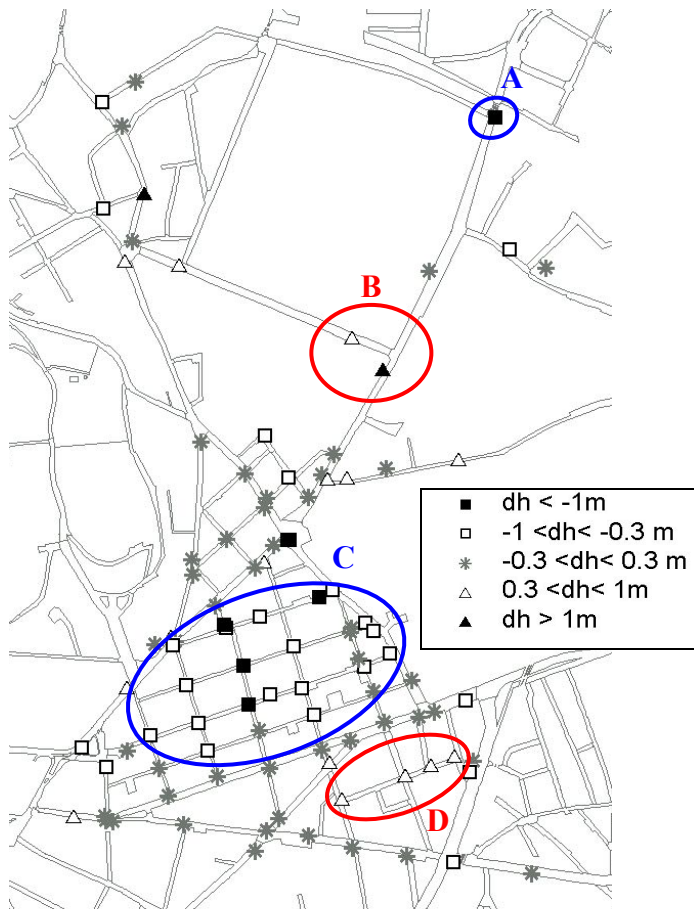 A
B
dh < -1m
-1 <dh< -0.3 m
-0.3 <dh< 0.3 m
0.3 <dh< 1m
dh > 1m
C
D